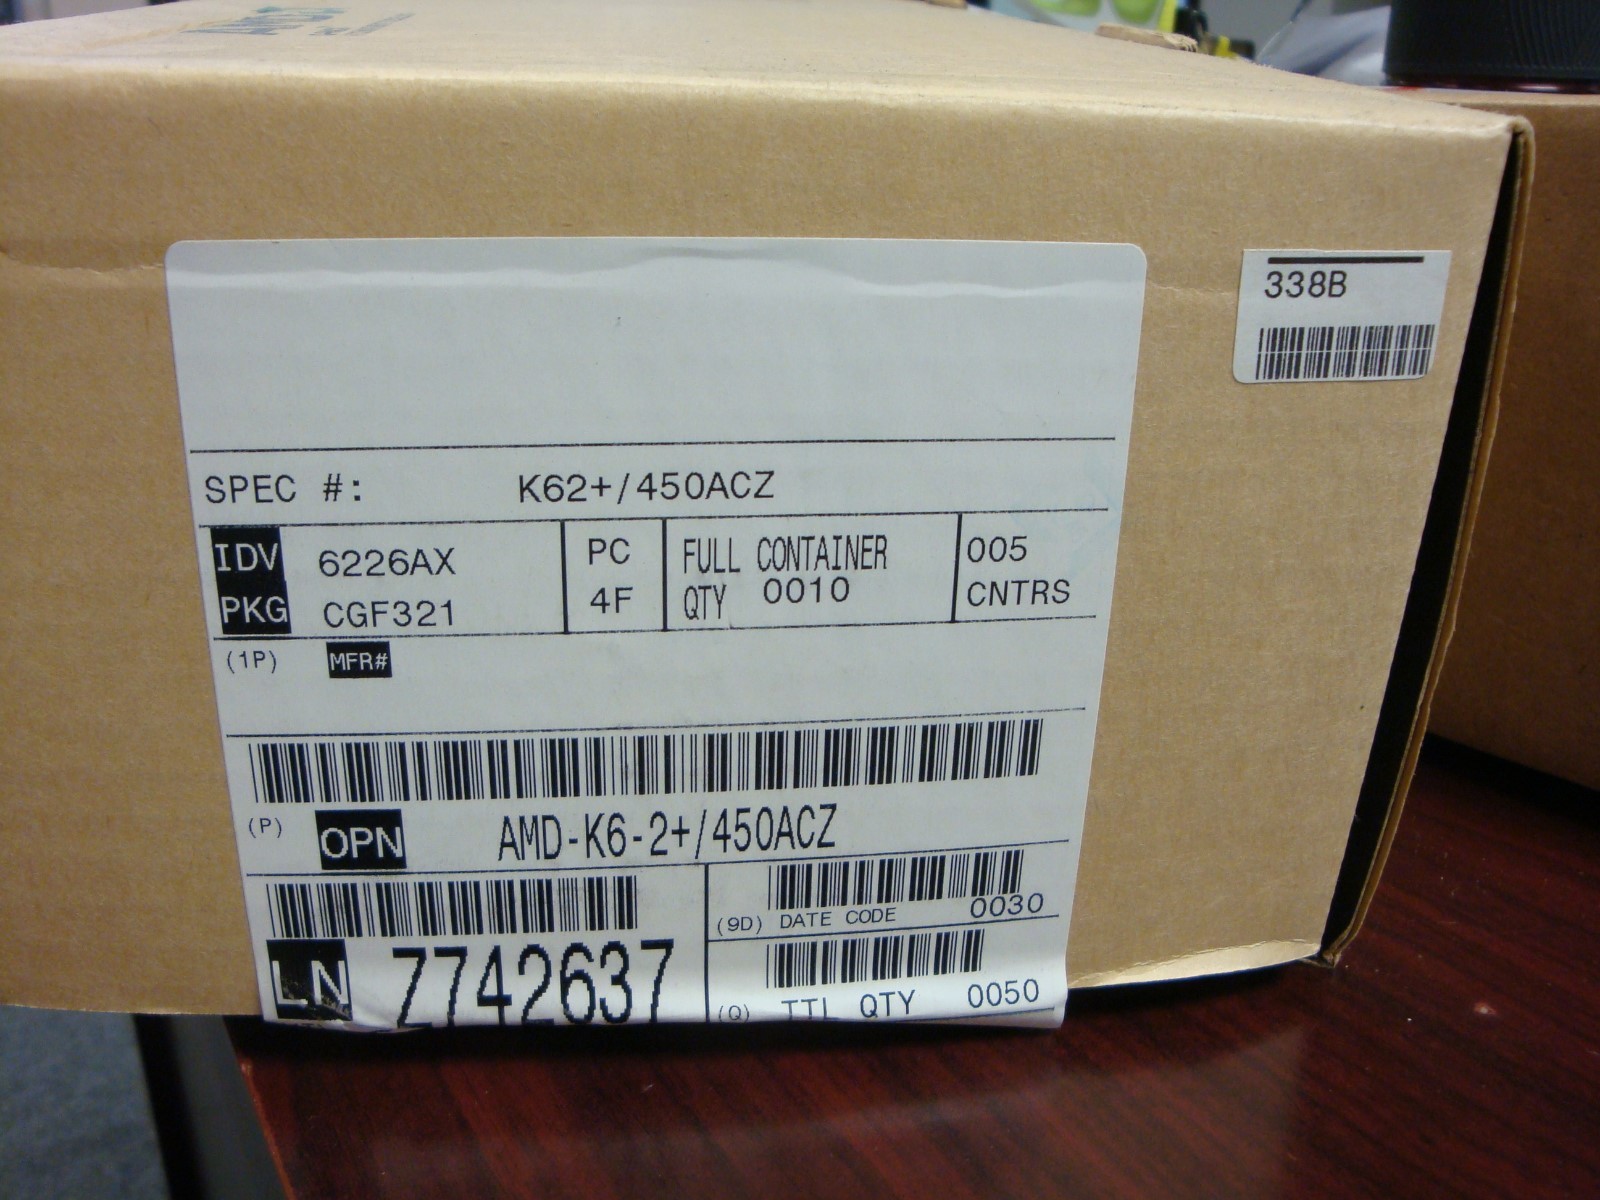 338B
SPEC #: K62+/450ACZ
IDV 6226AX
PKG CGF321
PC
4F
FULL CONTAINER
QTY 0010
005
CNTRS
(1P) MFR#
(P) OPN AMD-K6-2+/450ACZ
(9D) DATE CODE 0030
LN Z742637
(Q) TTL QTY 0050